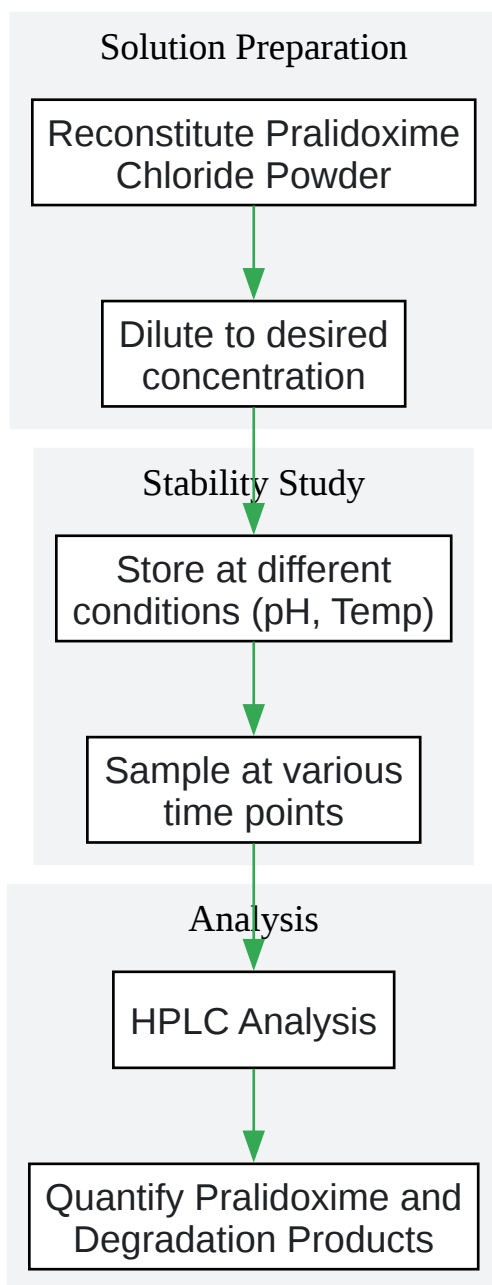 Solution Preparation
Reconstitute Pralidoxime
Chloride Powder
Dilute to desired
concentration
Stability Study
Store at different
conditions (pH, Temp)
Sample at various
time points
Analysis
HPLC Analysis
Quantify Pralidoxime and
Degradation Products